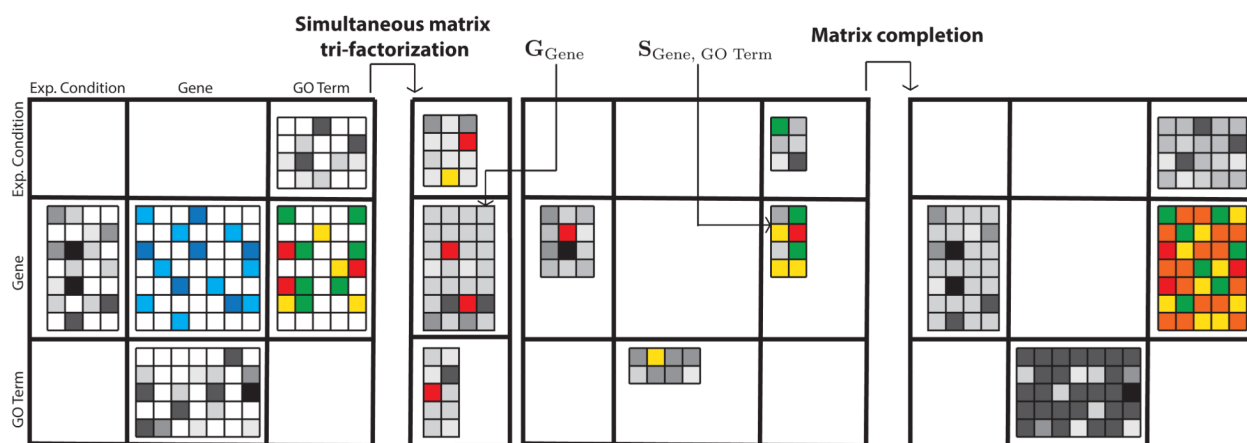 Simultaneous matrix
tri-factorization
G_Gene
S_Gene, GO Term
Matrix completion
Exp. Condition
Gene
GO Term
Exp. Condition
Gene
GO Term